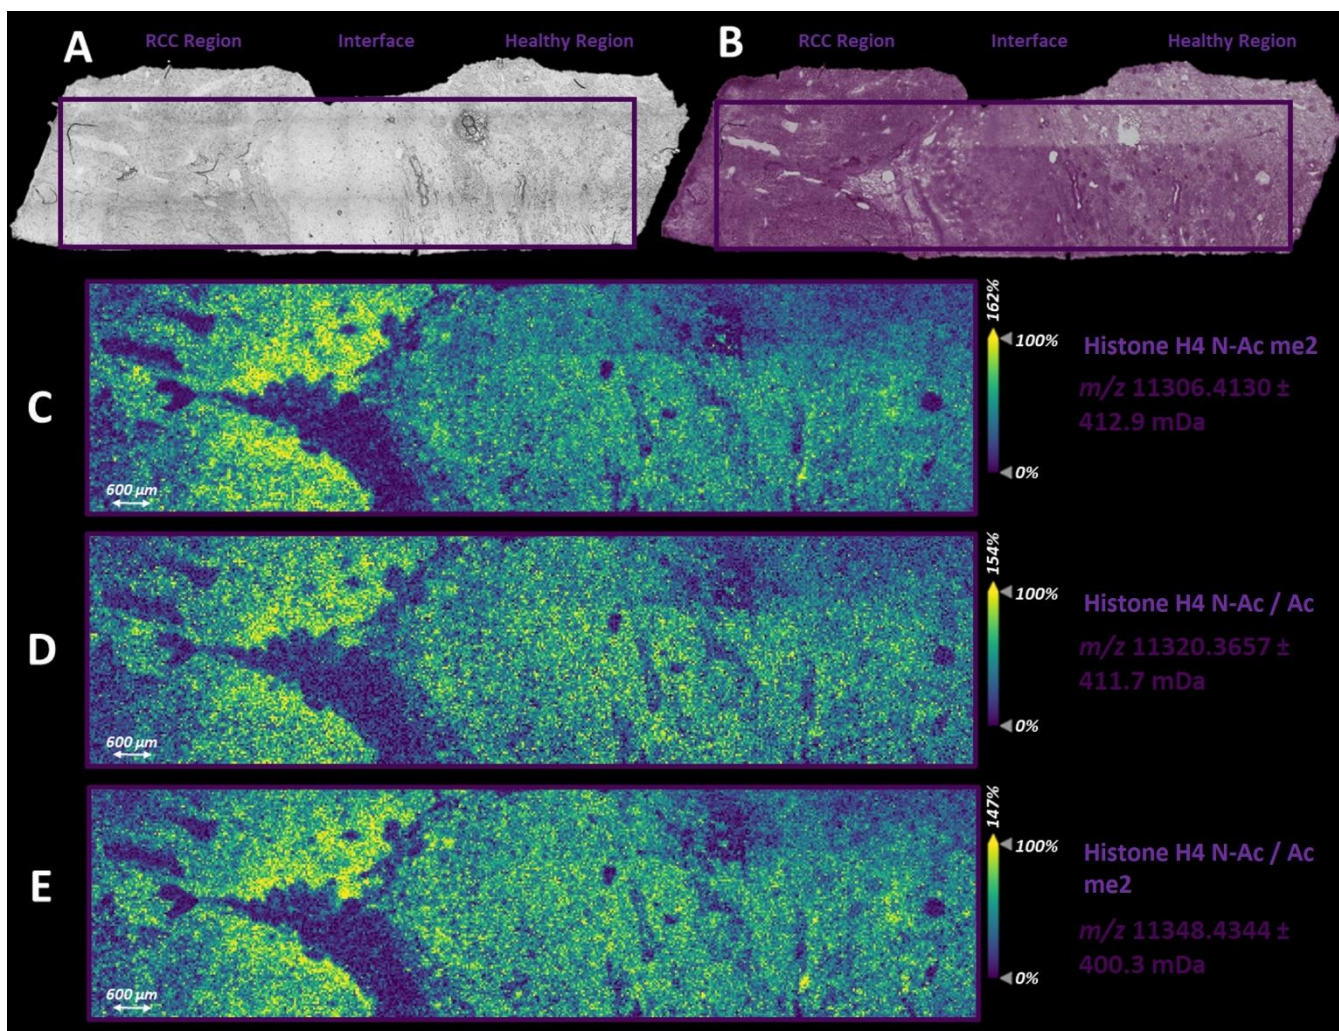 A
RCC Region
Interface
Healthy Region
B
RCC Region
Interface
Healthy Region
C
600 µm
162%
100%
0%
Histone H4 N-Ac me2
m/z 11306.4130 ±
412.9 mDa
D
600 µm
154%
100%
0%
Histone H4 N-Ac / Ac
m/z 11320.3657 ±
411.7 mDa
E
600 µm
147%
100%
0%
Histone H4 N-Ac / Ac
me2
m/z 11348.4344 ±
400.3 mDa